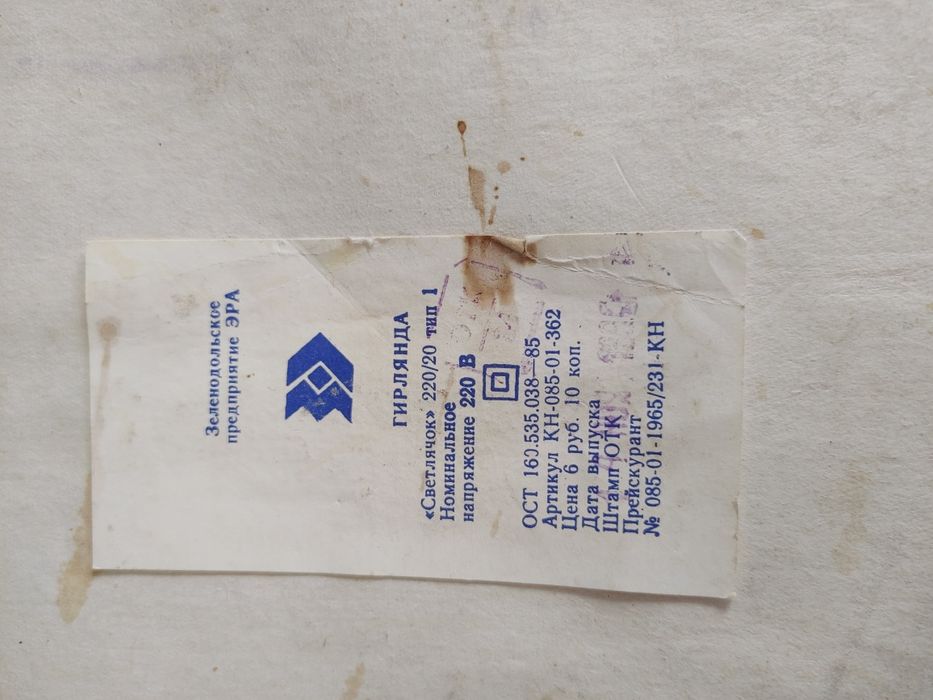 Зеленодольское
предприятие ЭРА
ГИРЛЯНДА
«Светлячок» 220/20 тип 1
Номинальное
напряжение 220 В
ОСТ 160.535.038—85
Артикул КН-085-01-362
Цена 6 руб. 10 коп.
Дата выпуска
Штамп ОТК
Прейскурант
№ 085-01-1965/231-КН